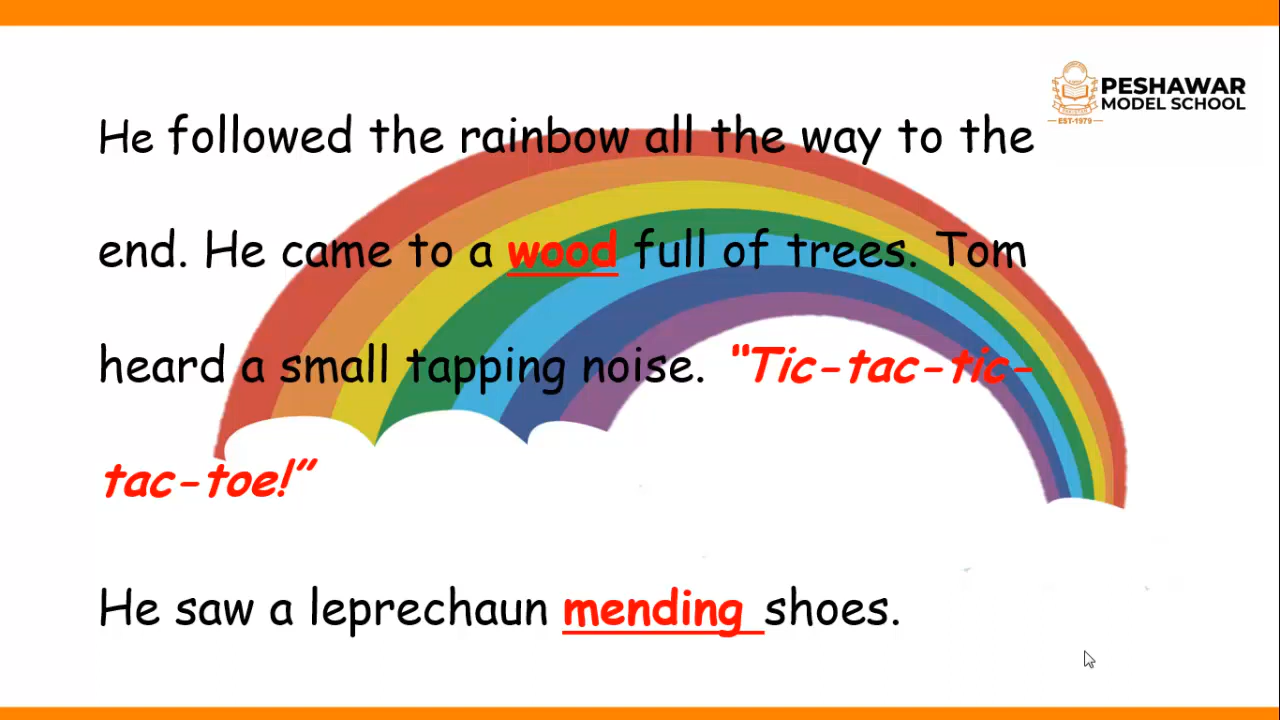 PESHAWAR
MODEL SCHOOL
EST-1979
He followed the rainbow all the way to the
end. He came to a wood full of trees. Tom
heard a small tapping noise. “Tic-tac-tic-
tac-toe!”
He saw a leprechaun mending shoes.